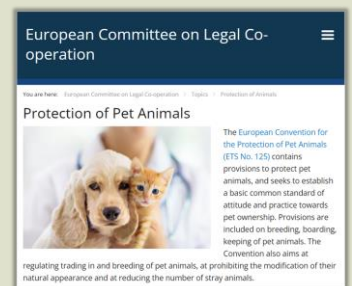 European Committee on Legal Co-
operation
You are here: European Committee on Legal Co-operation Topics Protection of Animals
Protection of Pet Animals
The European Convention for
the Protection of Pet Animals
(ETS No. 125) contains
provisions to protect pet
animals, and seeks to establish
a basic common standard of
attitude and practice towards
pet ownership. Provisions are
included on breeding, boarding,
keeping of pet animals. The
Convention also aims at
regulating trading in and breeding of pet animals, at prohibiting the modification of their
natural appearance and at reducing the number of stray animals.